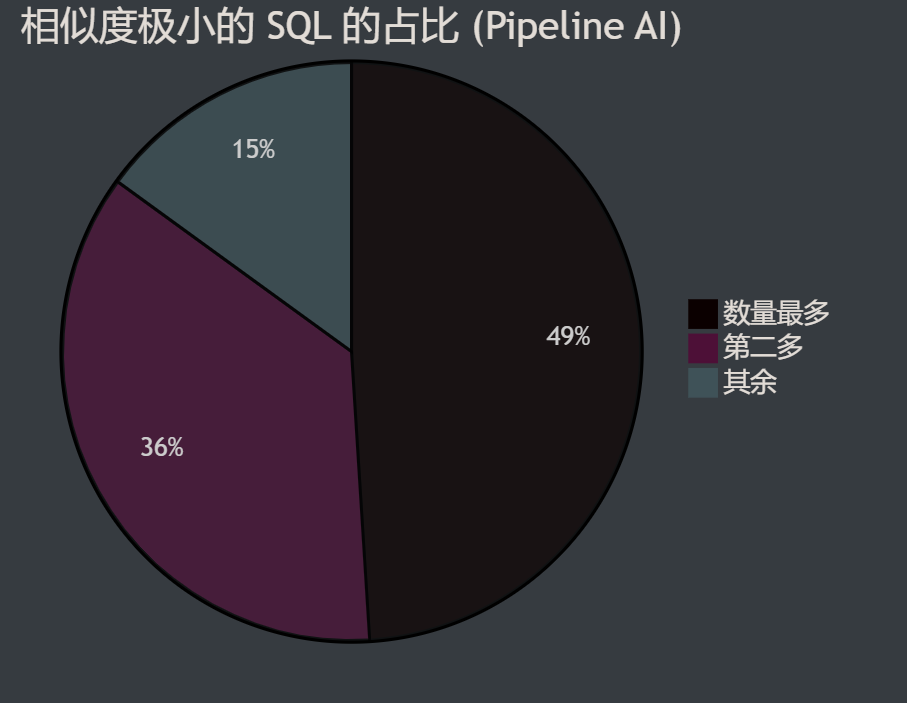 相似度极小的 SQL 的占比 (Pipeline AI)
15%
49%
36%
数量最多
第二多
其余